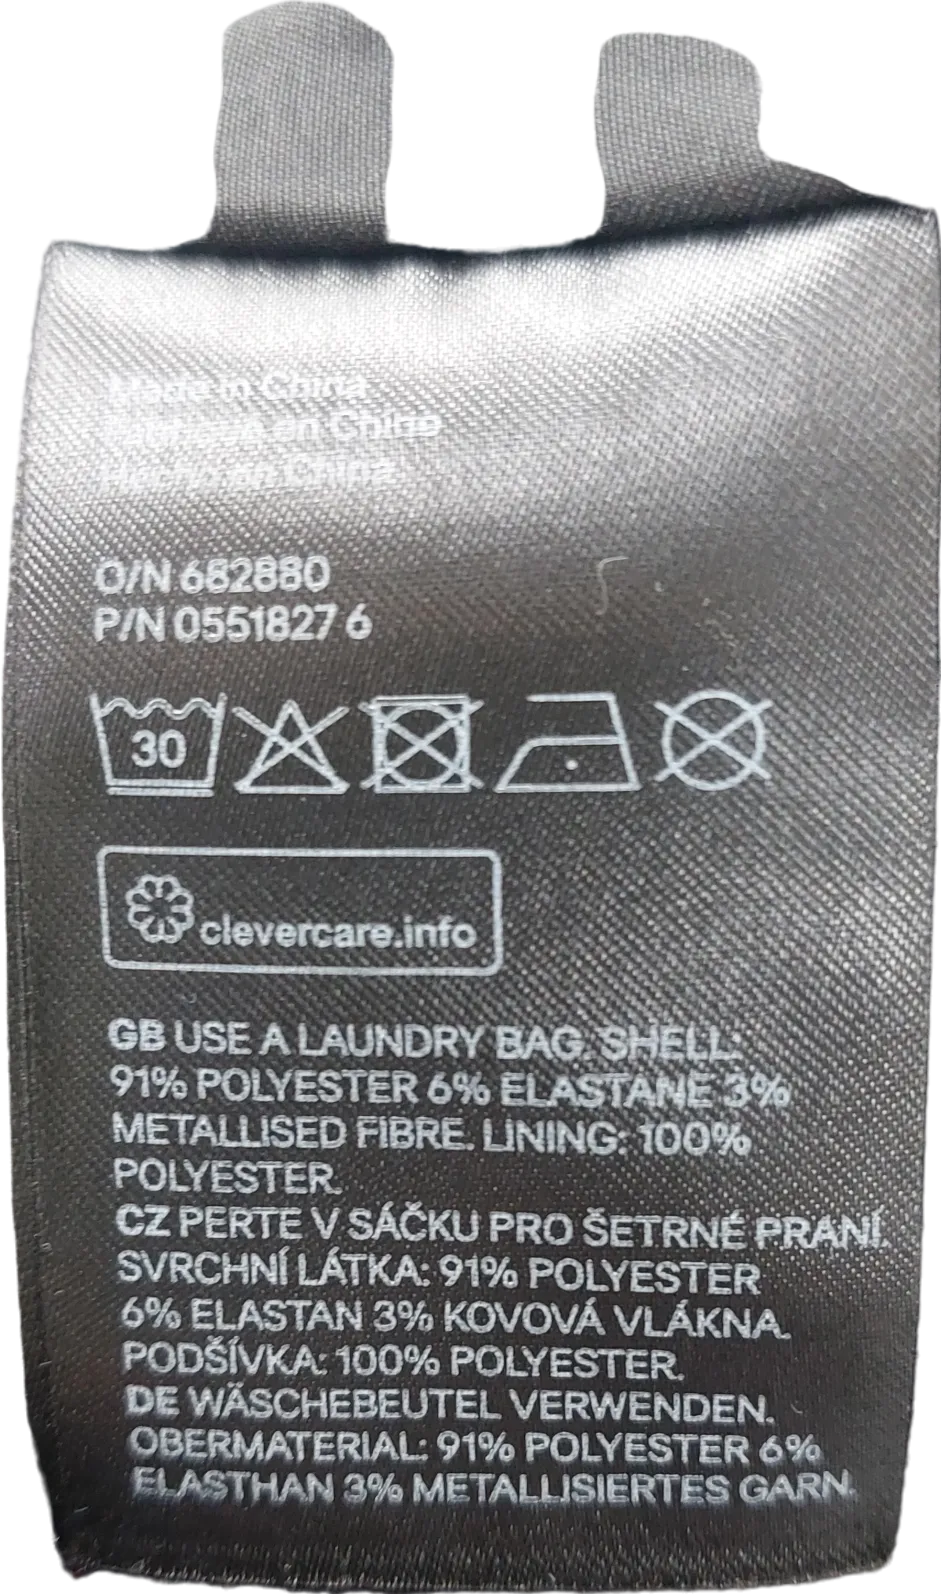 Made in China
Fabriqué en Chine
Hecho en China
O/N 682880
P/N 0551827 6
30
clevercare.info
GB USE A LAUNDRY BAG. SHELL:
91% POLYESTER 6% ELASTANE 3%
METALLISED FIBRE. LINING: 100%
POLYESTER.
CZ PERTE V SÁČKU PRO ŠETRNÉ PRANÍ.
SVRCHNÍ LÁTKA: 91% POLYESTER
6% ELASTAN 3% KOVOVÁ VLÁKNA.
PODŠÍVKA: 100% POLYESTER.
DE WÄSCHEBEUTEL VERWENDEN.
OBERMATERIAL: 91% POLYESTER 6%
ELASTHAN 3% METALLISIERTES GARN.